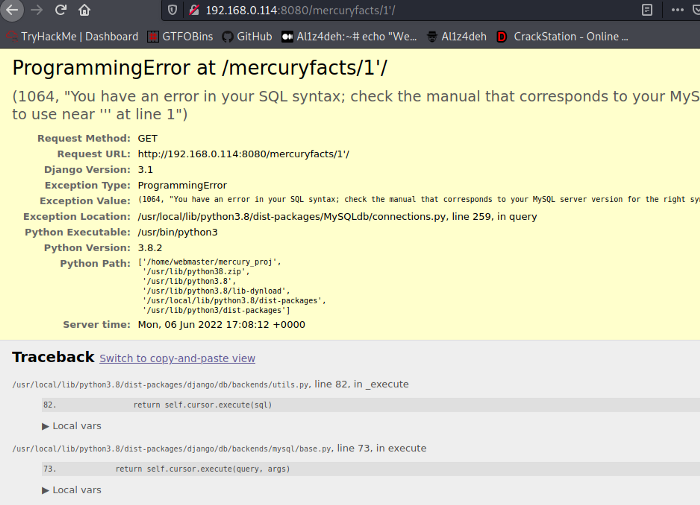 192.168.0.114:8080/mercuryfacts/1'/
TryHackMe | Dashboard GTFOBins GitHub Al1z4deh:~# echo "We... Al1z4deh CrackStation - Online ...
ProgrammingError at /mercuryfacts/1'/
(1064, "You have an error in your SQL syntax; check the manual that corresponds to your MyS
to use near ''' at line 1")
Request Method: GET
Request URL: http://192.168.0.114:8080/mercuryfacts/1'/
Django Version: 3.1
Exception Type: ProgrammingError
Exception Value: (1064, "You have an error in your SQL syntax; check the manual that corresponds to your MySQL server version for the right sy
Exception Location: /usr/local/lib/python3.8/dist-packages/MySQLdb/connections.py, line 259, in query
Python Executable: /usr/bin/python3
Python Version: 3.8.2
Python Path: ['/home/webmaster/mercury_proj',
'/usr/lib/python38.zip',
'/usr/lib/python3.8',
'/usr/lib/python3.8/lib-dynload',
'/usr/local/lib/python3.8/dist-packages',
'/usr/lib/python3/dist-packages']
Server time: Mon, 06 Jun 2022 17:08:12 +0000
Traceback Switch to copy-and-paste view
/usr/local/lib/python3.8/dist-packages/django/db/backends/utils.py, line 82, in _execute
82. return self.cursor.execute(sql)
▶ Local vars
/usr/local/lib/python3.8/dist-packages/django/db/backends/mysql/base.py, line 73, in execute
73. return self.cursor.execute(query, args)
▶ Local vars